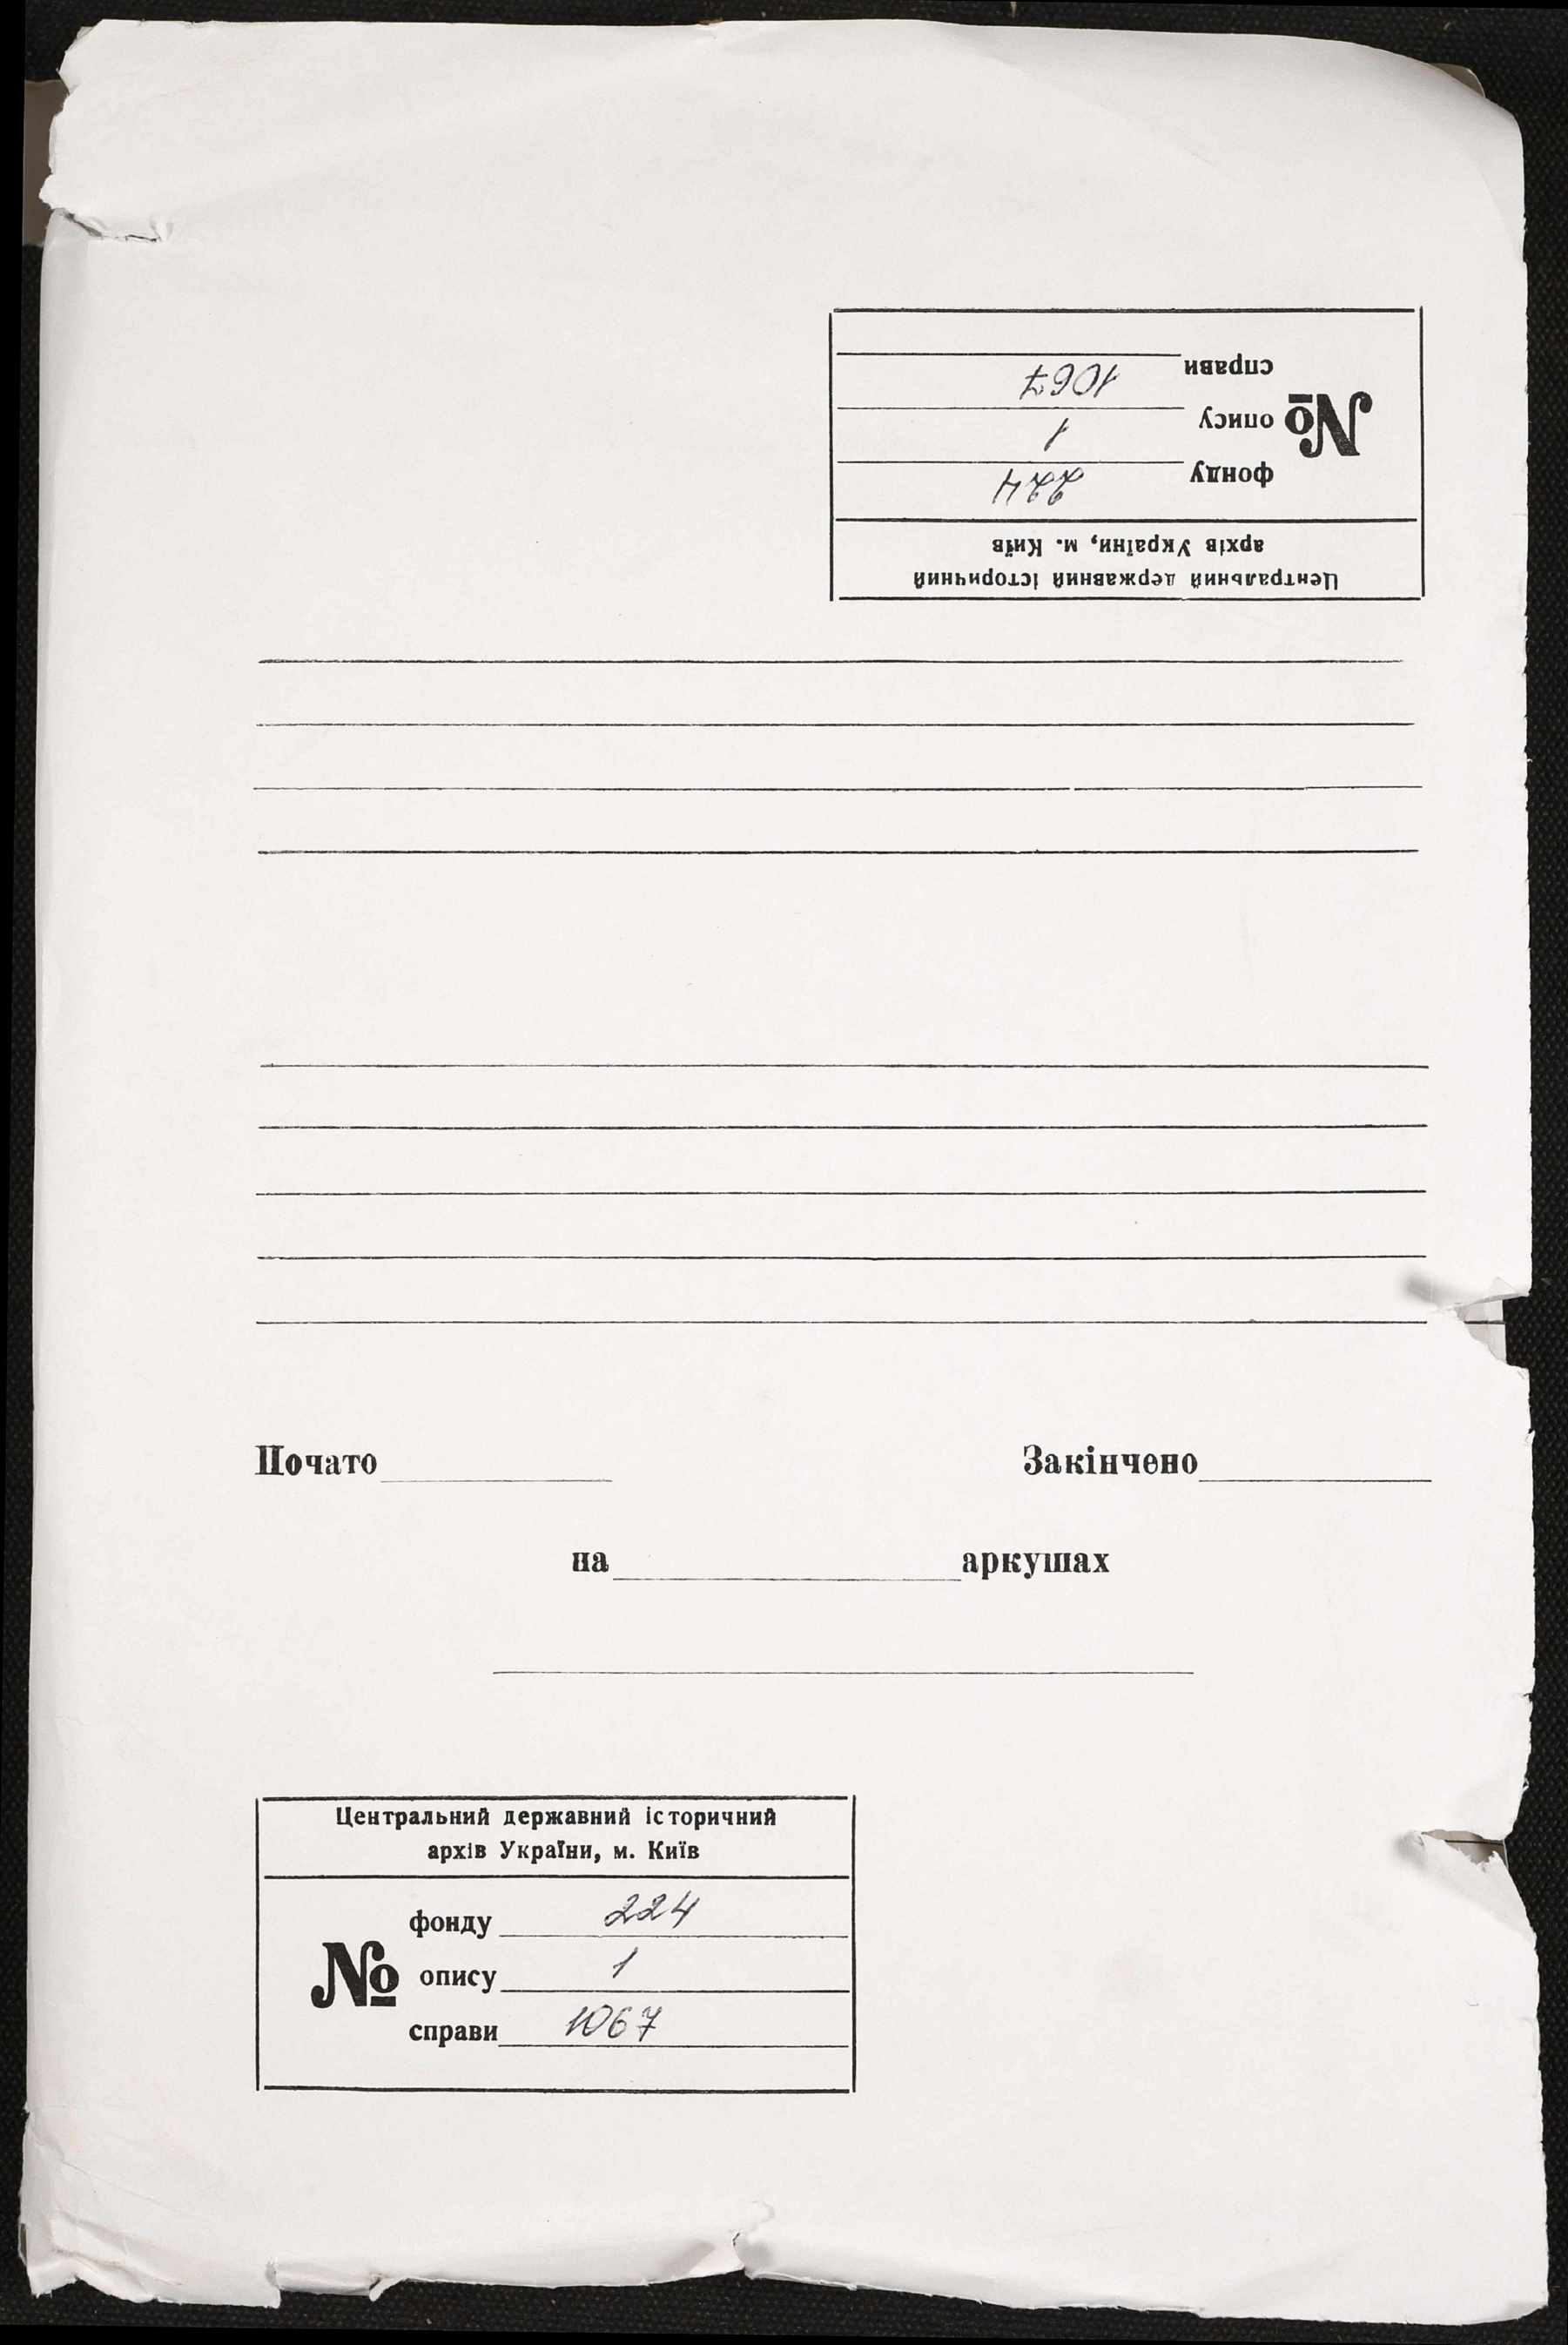 Центральний державний історичний
архів України, м. Київ
№
фонду 224
опису 1
справи 1067
Почато
Закінчено
на аркушах
Центральний державний історичний
архів України, м. Київ
№
фонду 224
опису 1
справи 1067